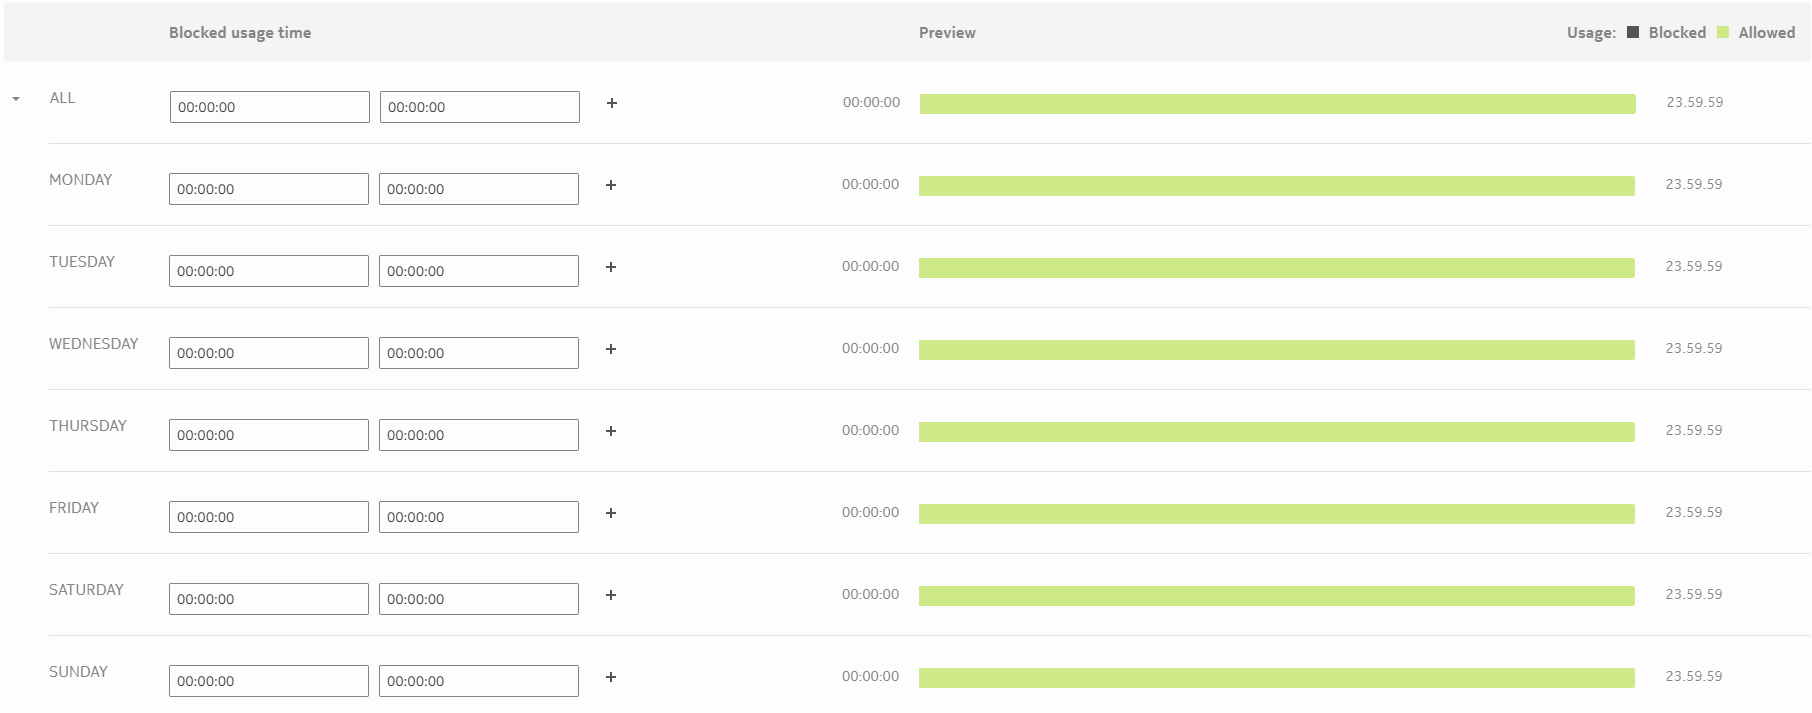 Blocked usage time Preview Usage: Blocked Allowed
ALL 00:00:00 00:00:00 + 00:00:00 23.59.59
MONDAY 00:00:00 00:00:00 + 00:00:00 23.59.59
TUESDAY 00:00:00 00:00:00 + 00:00:00 23.59.59
WEDNESDAY 00:00:00 00:00:00 + 00:00:00 23.59.59
THURSDAY 00:00:00 00:00:00 + 00:00:00 23.59.59
FRIDAY 00:00:00 00:00:00 + 00:00:00 23.59.59
SATURDAY 00:00:00 00:00:00 + 00:00:00 23.59.59
SUNDAY 00:00:00 00:00:00 + 00:00:00 23.59.59